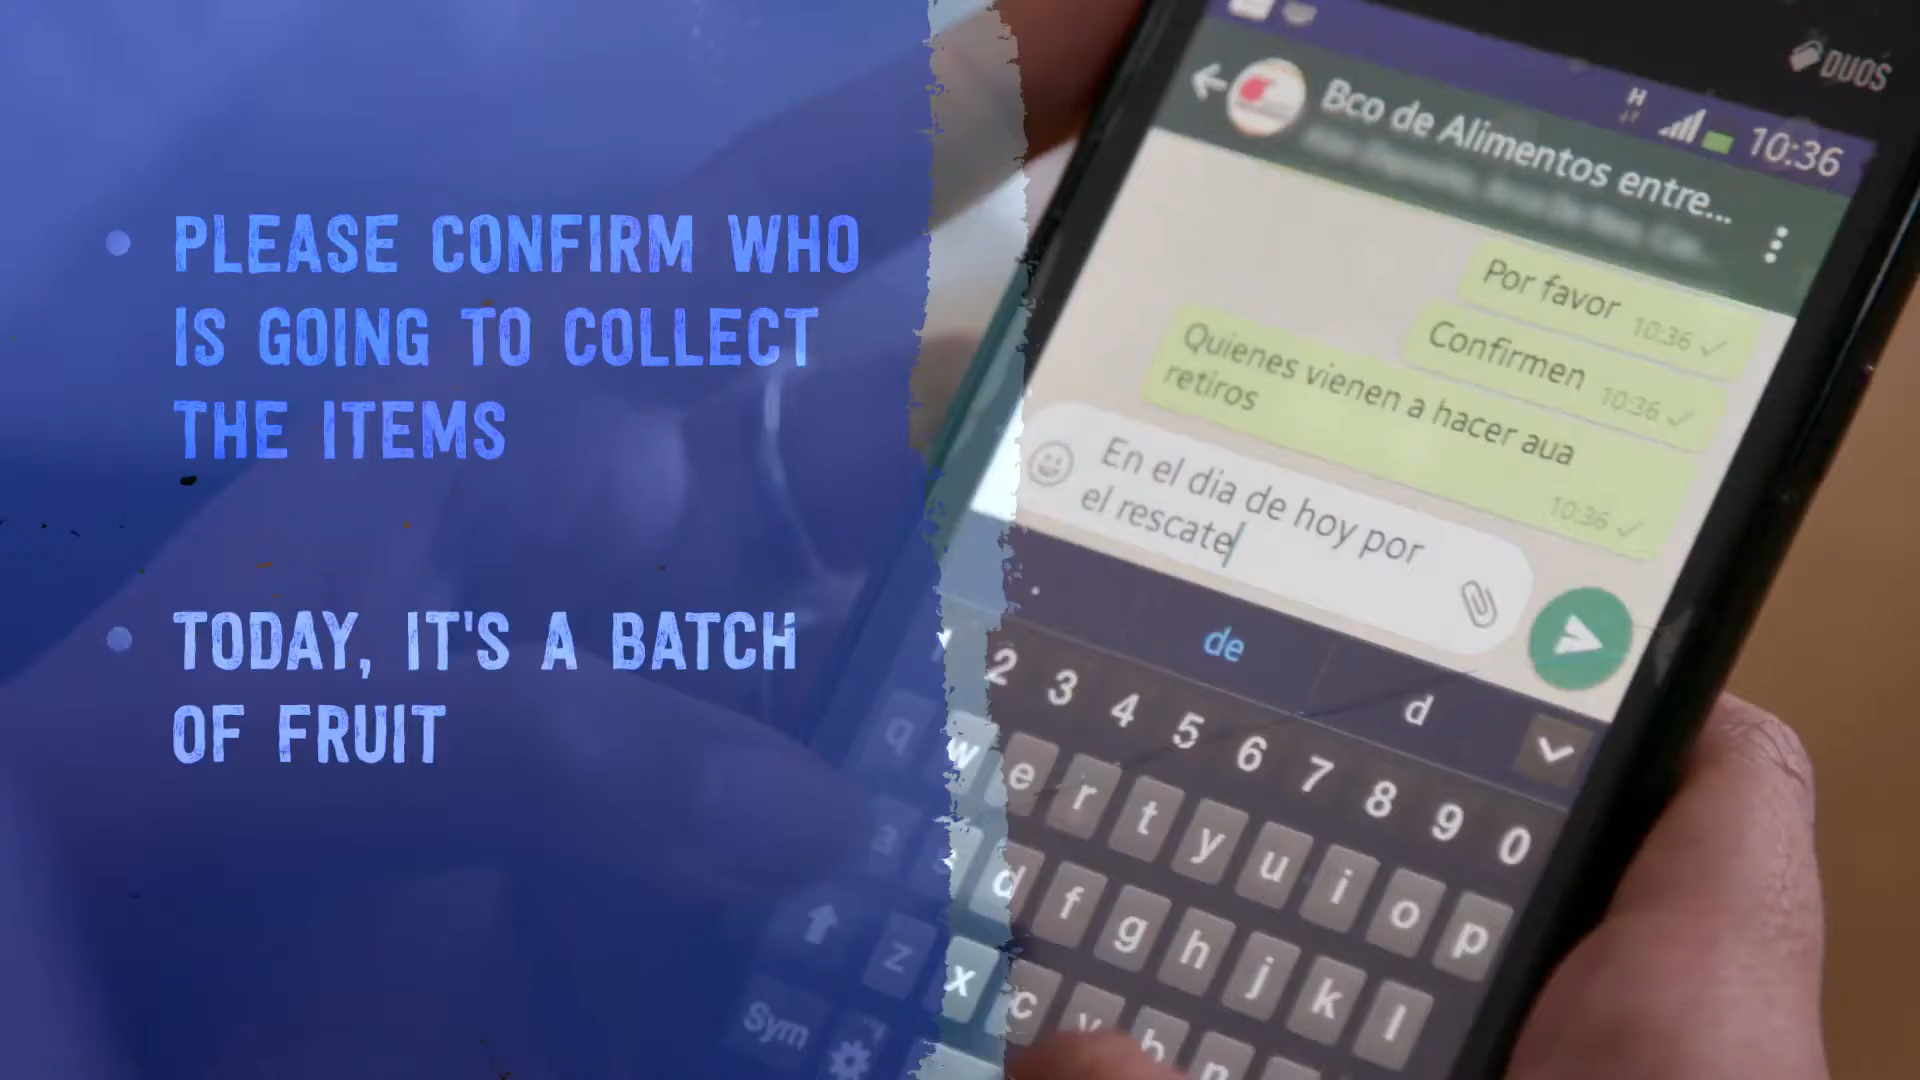 PLEASE CONFIRM WHO
IS GOING TO COLLECT
THE ITEMS
TODAY, IT'S A BATCH
OF FRUIT
DUOS
H
10:36
Bco de Alimentos entre...
Por favor 10:36
Confirmen 10:36
Quienes vienen a hacer aua
retiros
10:36
En el dia de hoy por
el rescate
de
d
2 3 4 5 6 7 8 9 0
q w e r t y u i o p
a d f g h j k l
z x c v b n
Sym